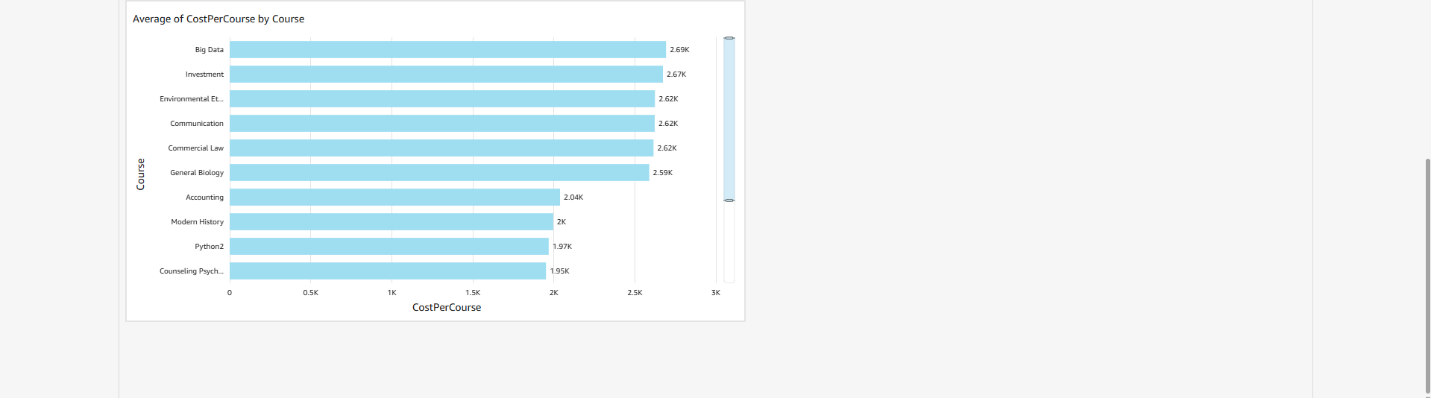 Average of CostPerCourse by Course
Big Data 2.69K
Investment 2.67K
Environmental Et... 2.62K
Communication 2.62K
Commercial Law 2.62K
General Biology 2.59K
Accounting 2.04K
Modern History 2K
Python2 1.97K
Counseling Psych... 1.95K
Course
0 0.5K 1K 1.5K 2K 2.5K 3K
CostPerCourse